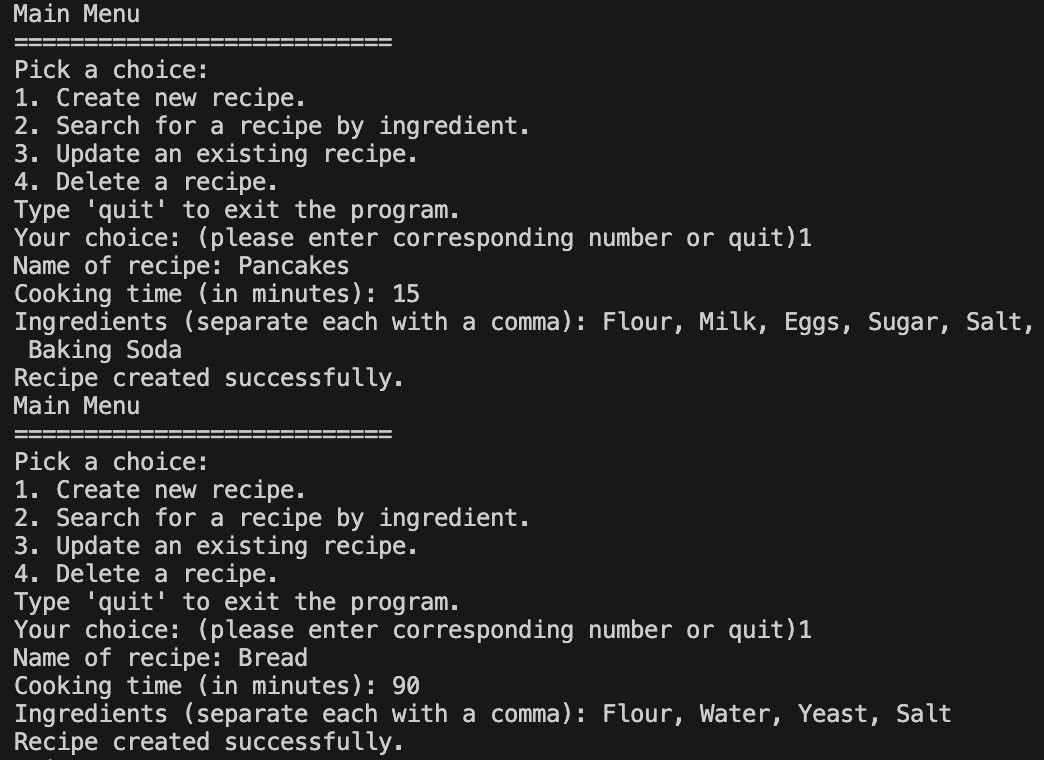 Main Menu
===========================
Pick a choice:
1. Create new recipe.
2. Search for a recipe by ingredient.
3. Update an existing recipe.
4. Delete a recipe.
Type 'quit' to exit the program.
Your choice: (please enter corresponding number or quit)1
Name of recipe: Pancakes
Cooking time (in minutes): 15
Ingredients (separate each with a comma): Flour, Milk, Eggs, Sugar, Salt,
 Baking Soda
Recipe created successfully.
Main Menu
===========================
Pick a choice:
1. Create new recipe.
2. Search for a recipe by ingredient.
3. Update an existing recipe.
4. Delete a recipe.
Type 'quit' to exit the program.
Your choice: (please enter corresponding number or quit)1
Name of recipe: Bread
Cooking time (in minutes): 90
Ingredients (separate each with a comma): Flour, Water, Yeast, Salt
Recipe created successfully.